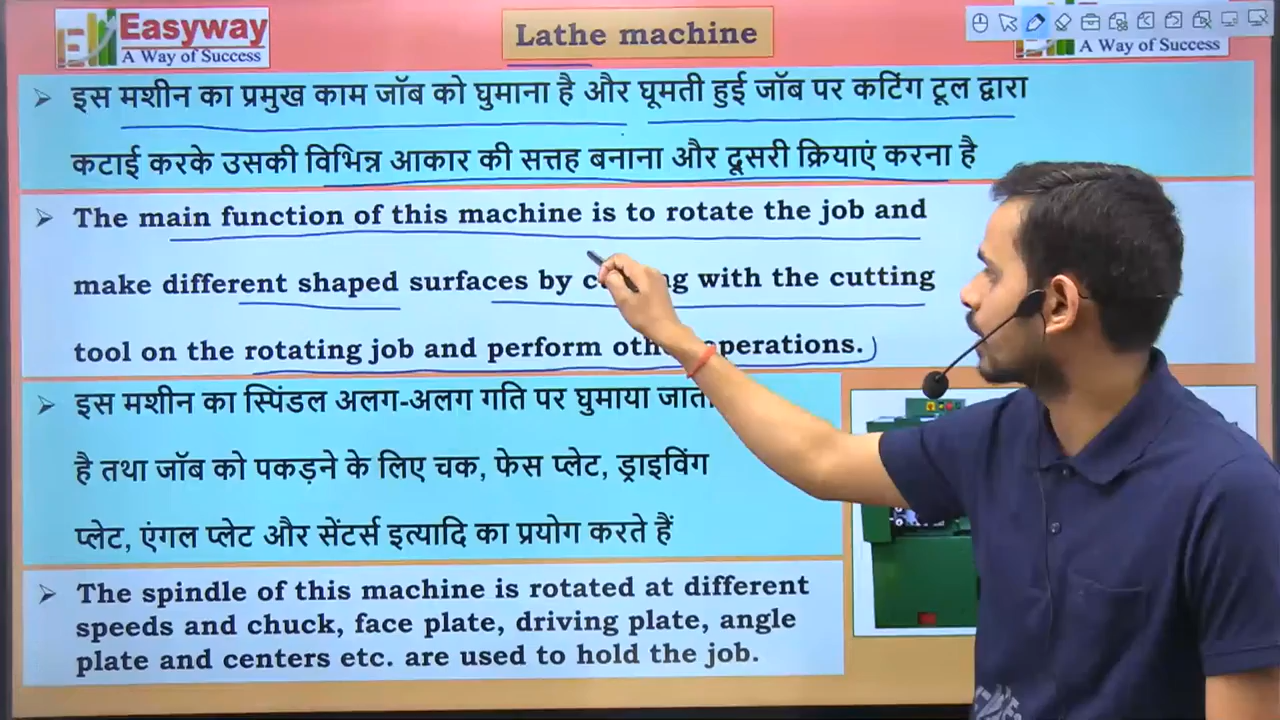 Easyway
A Way of Success
Lathe machine
A Way of Success
➢ इस मशीन का प्रमुख काम जॉब को घुमाना है और घूमती हुई जॉब पर कटिंग टूल द्वारा
कटाई करके उसकी विभिन्न आकार की सत्तह बनाना और दूसरी क्रियाएं करना है
➢ The main function of this machine is to rotate the job and
make different shaped surfaces by with the cutting
tool on the rotating job and perform operations.
➢ इस मशीन का स्पिंडल अलग-अलग गति पर घुमाया जाता
है तथा जॉब को पकड़ने के लिए चक, फेस प्लेट, ड्राइविंग
प्लेट, एंगल प्लेट और सेंटर्स इत्यादि का प्रयोग करते हैं
➢ The spindle of this machine is rotated at different
speeds and chuck, face plate, driving plate, angle
plate and centers etc. are used to hold the job.